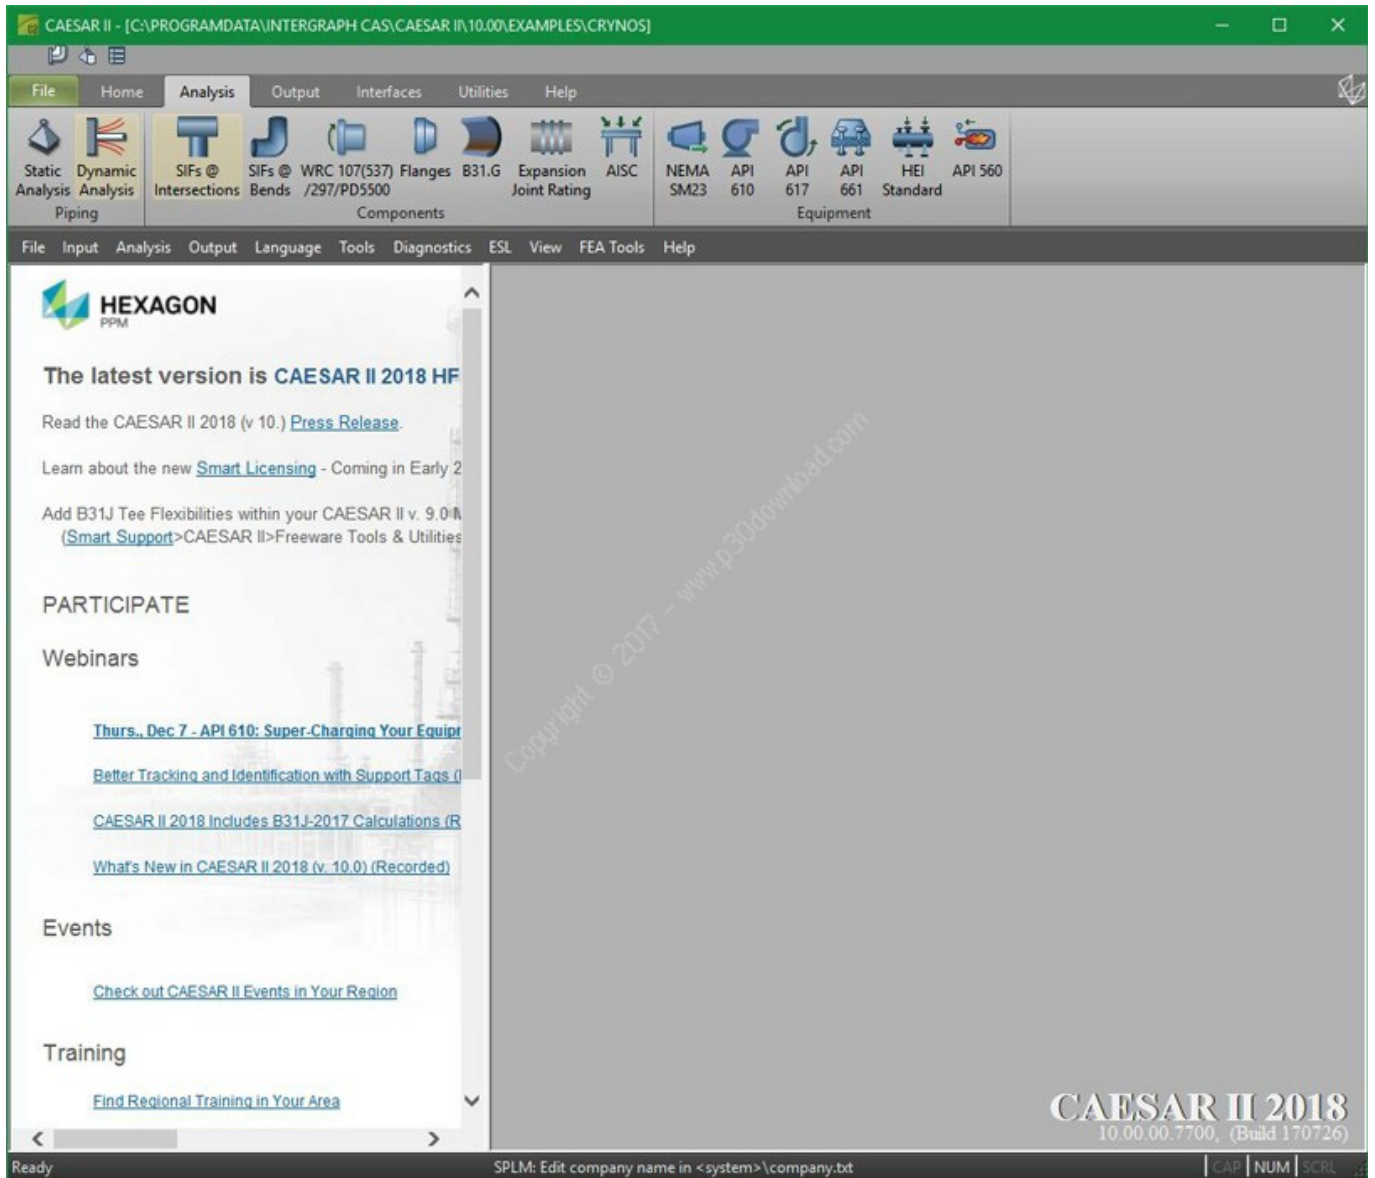 CAESAR II - [C:\PROGRAMDATA\INTERGRAPH CAS\CAESAR II\10.00\EXAMPLES\CRYNOS]
File Home Analysis Output Interfaces Utilities Help
Static Analysis
Dynamic Analysis
SIFs @ Intersections
SIFs @ Bends
WRC 107(537) /297/PD5500
Flanges
B31.G
Expansion Joint Rating
AISC
NEMA SM23
API 610
API 617
API 661
HEI Standard
API 560
Piping Components Equipment
File Input Analysis Output Language Tools Diagnostics ESL View FEA Tools Help
HEXAGON
PPM
The latest version is CAESAR II 2018 HF
Read the CAESAR II 2018 (v 10.) Press Release.
Learn about the new Smart Licensing - Coming in Early 2
Add B31J Tee Flexibilities within your CAESAR II v. 9.0
(Smart Support>CAESAR II>Freeware Tools & Utilities
PARTICIPATE
Webinars
Thurs., Dec 7 - API 610: Super-Charging Your Equipr
Better Tracking and Identification with Support Tags (
CAESAR II 2018 Includes B31J-2017 Calculations (R
What's New in CAESAR II 2018 (v. 10.0) (Recorded)
Events
Check out CAESAR II Events in Your Region
Training
Find Regional Training in Your Area
Copyright © 2017 - www.p30download.com
CAESAR II 2018
10.00.00.7700, (Build 170726)
Ready SPLM: Edit company name in <system>\company.txt CAP NUM SCRL